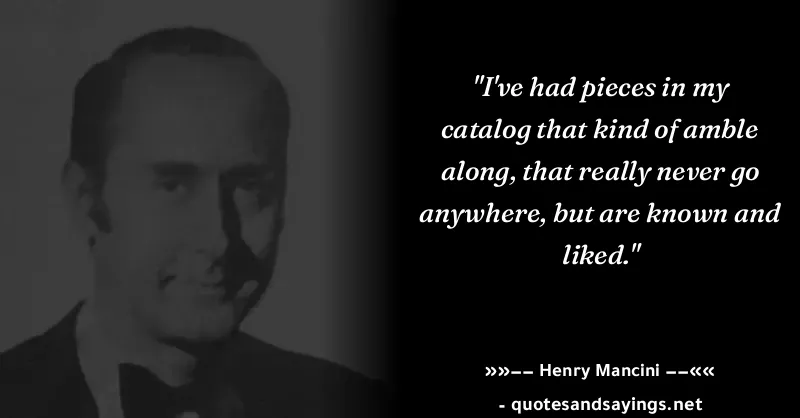 "I've had pieces in my
catalog that kind of amble
along, that really never go
anywhere, but are known and
liked."
»»–– Henry Mancini ––««
- quotesandsayings.net